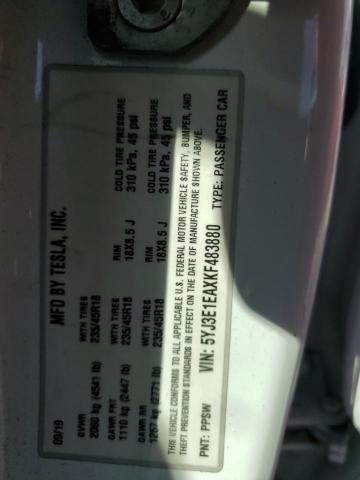 MFD BY TESLA, INC.
09/19
GVWR
2060 kg (4541 lb)
GAWR FRT WITH TIRES RIM COLD TIRE PRESSURE
1110 kg (2447 lb) 235/45R18 18X8.5 J 310 kPa, 45 psi
GAWR RR WITH TIRES RIM COLD TIRE PRESSURE
1257 kg (2771 lb) 235/45R18 18X8.5 J 310 kPa, 45 psi
THIS VEHICLE CONFORMS TO ALL APPLICABLE U.S. FEDERAL MOTOR VEHICLE SAFETY, BUMPER, AND
THEFT PREVENTION STANDARDS IN EFFECT ON THE DATE OF MANUFACTURE SHOWN ABOVE.
PNT: PPSW VIN: 5YJ3E1EAXKF483880 TYPE: PASSENGER CAR